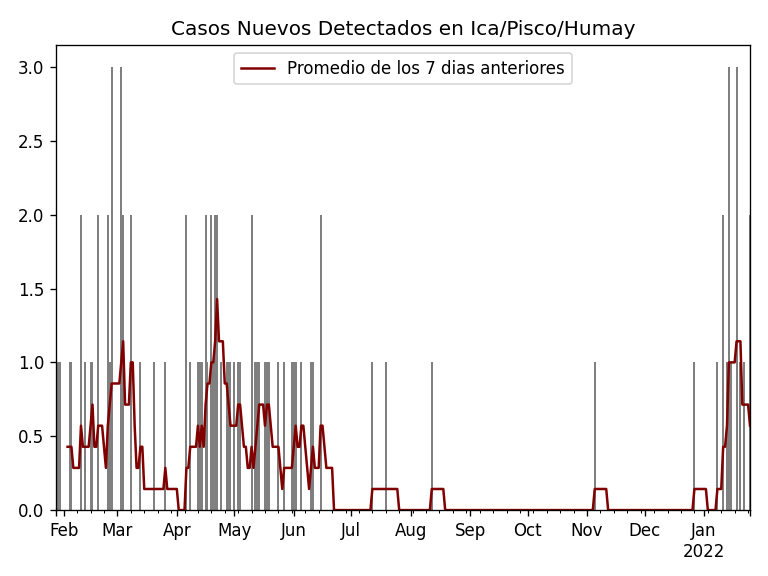 Casos Nuevos Detectados en Ica/Pisco/Humay
Promedio de los 7 dias anteriores
3.0
2.5
2.0
1.5
1.0
0.5
0.0
Feb Mar Apr May Jun Jul Aug Sep Oct Nov Dec Jan
2022